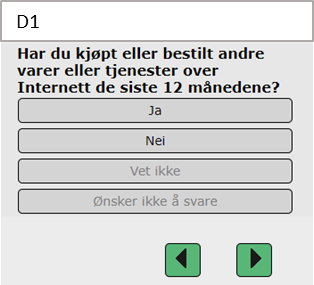 D1
Har du kjøpt eller bestilt andre
varer eller tjenester over
Internett de siste 12 månedene?
Ja
Nei
Vet ikke
Ønsker ikke å svare